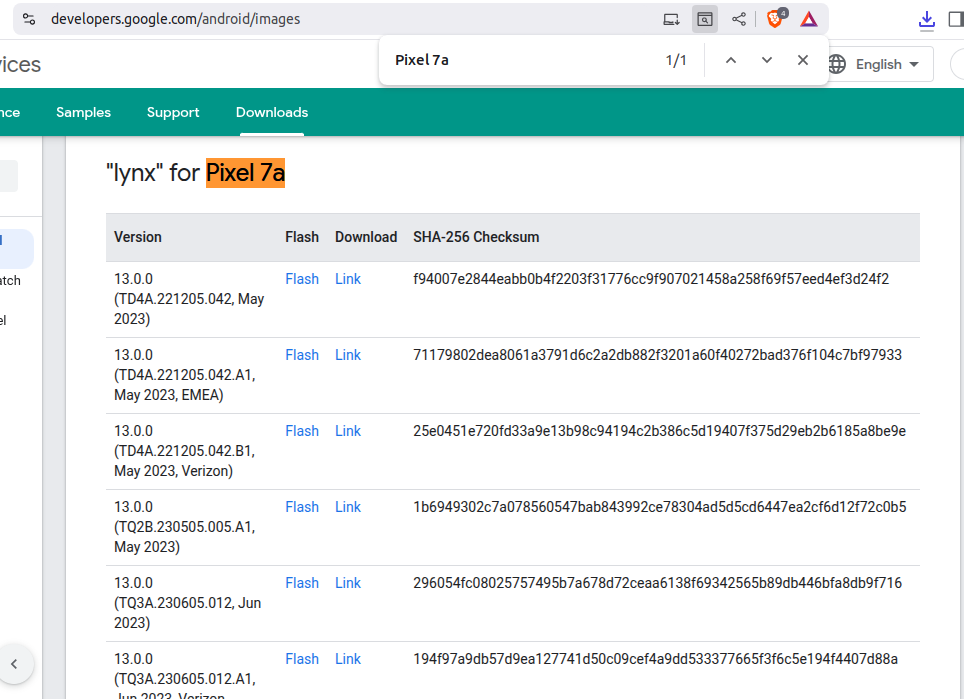 developers.google.com/android/images
4
Pixel 7a
1/1
vices
English
nce
Samples
Support
Downloads
"lynx" for Pixel 7a
atch
el
Version Flash Download SHA-256 Checksum
13.0.0 Flash Link f94007e2844eabb0b4f2203f31776cc9f907021458a258f69f57eed4ef3d24f2
(TD4A.221205.042, May
2023)
13.0.0 Flash Link 71179802dea8061a3791d6c2a2db882f3201a60f40272bad376f104c7bf97933
(TD4A.221205.042.A1,
May 2023, EMEA)
13.0.0 Flash Link 25e0451e720fd33a9e13b98c94194c2b386c5d19407f375d29eb2b6185a8be9e
(TD4A.221205.042.B1,
May 2023, Verizon)
13.0.0 Flash Link 1b6949302c7a078560547bab843992ce78304ad5d5cd6447ea2cf6d12f72c0b5
(TQ2B.230505.005.A1,
May 2023)
13.0.0 Flash Link 296054fc08025757495b7a678d72ceaa6138f69342565b89db446bfa8db9f716
(TQ3A.230605.012, Jun
2023)
13.0.0 Flash Link 194f97a9db57d9ea127741d50c09cef4a9dd533377665f3f6c5e194f4407d88a
(TQ3A.230605.012.A1,
Jun 2023, Verizon